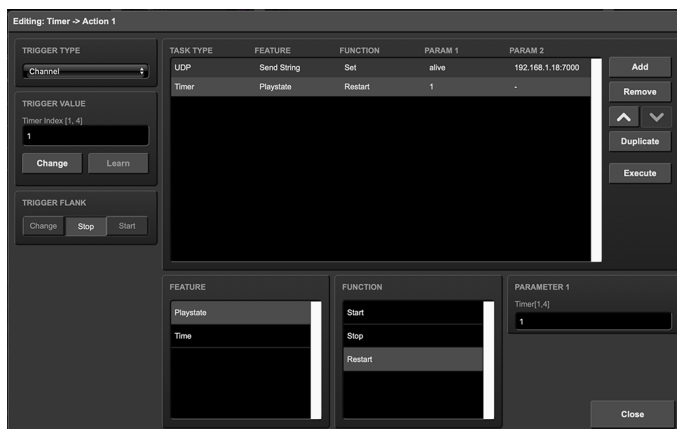 Editing: Timer -> Action 1
TRIGGER TYPE
Channel
TRIGGER VALUE
Timer Index [1, 4]
1
Change Learn
TRIGGER FLANK
Change Stop Start
TASK TYPE FEATURE FUNCTION PARAM 1 PARAM 2
UDP Send String Set alive 192.168.1.18:7000
Timer Playstate Restart 1 -
Add
Remove
Duplicate
Execute
FEATURE
Playstate
Time
FUNCTION
Start
Stop
Restart
PARAMETER 1
Timer[1,4]
1
Close